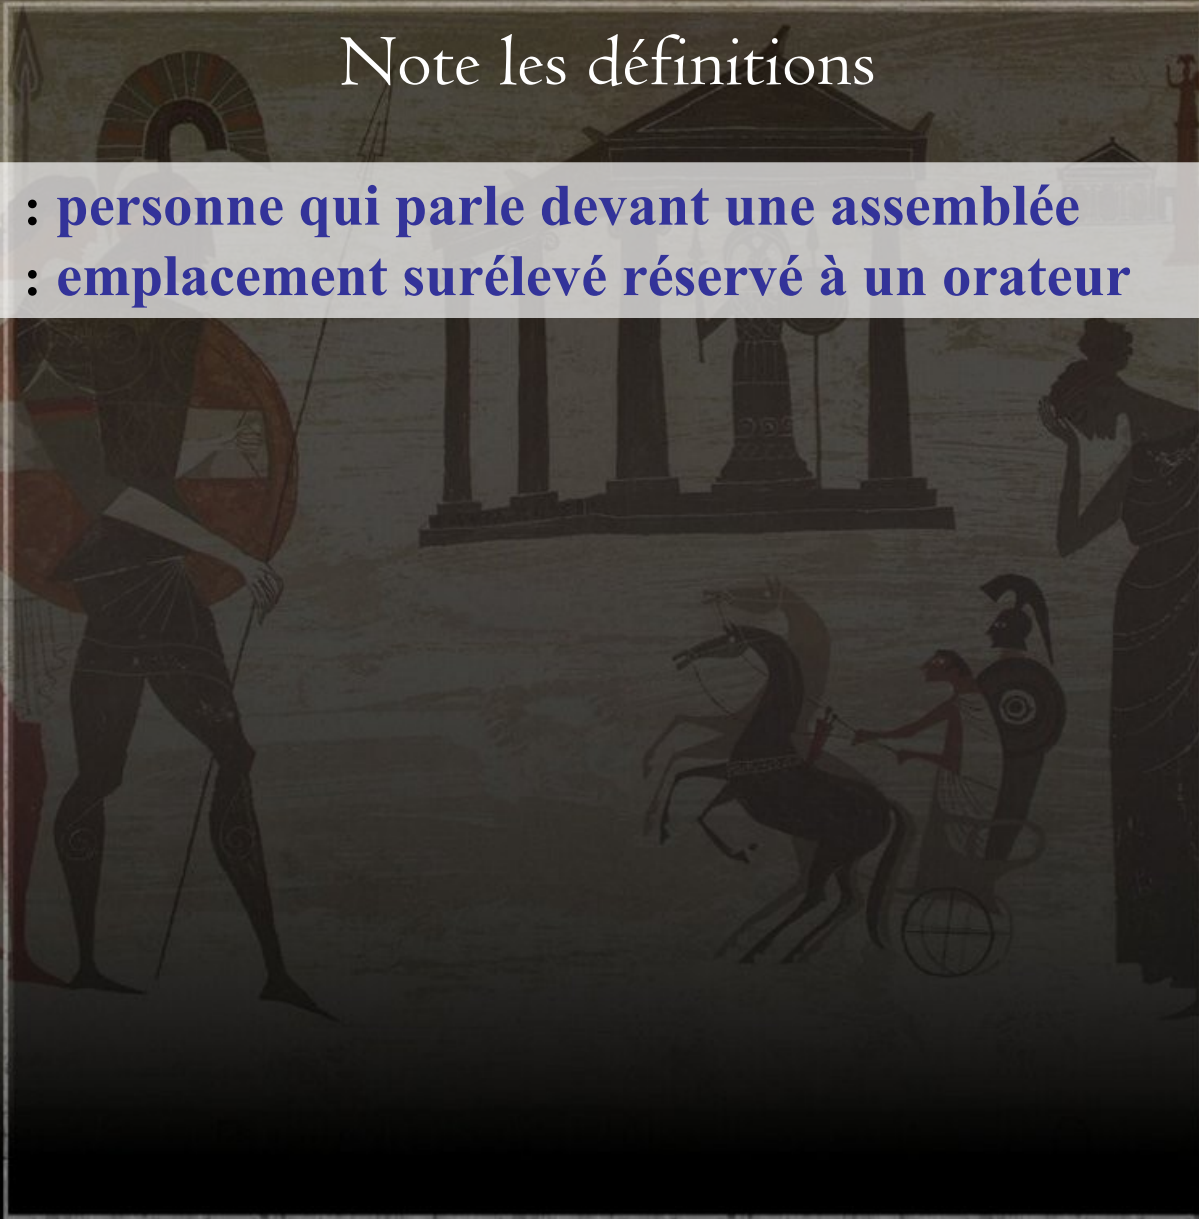 Note les définitions
: personne qui parle devant une assemblée
: emplacement surélevé réservé à un orateur